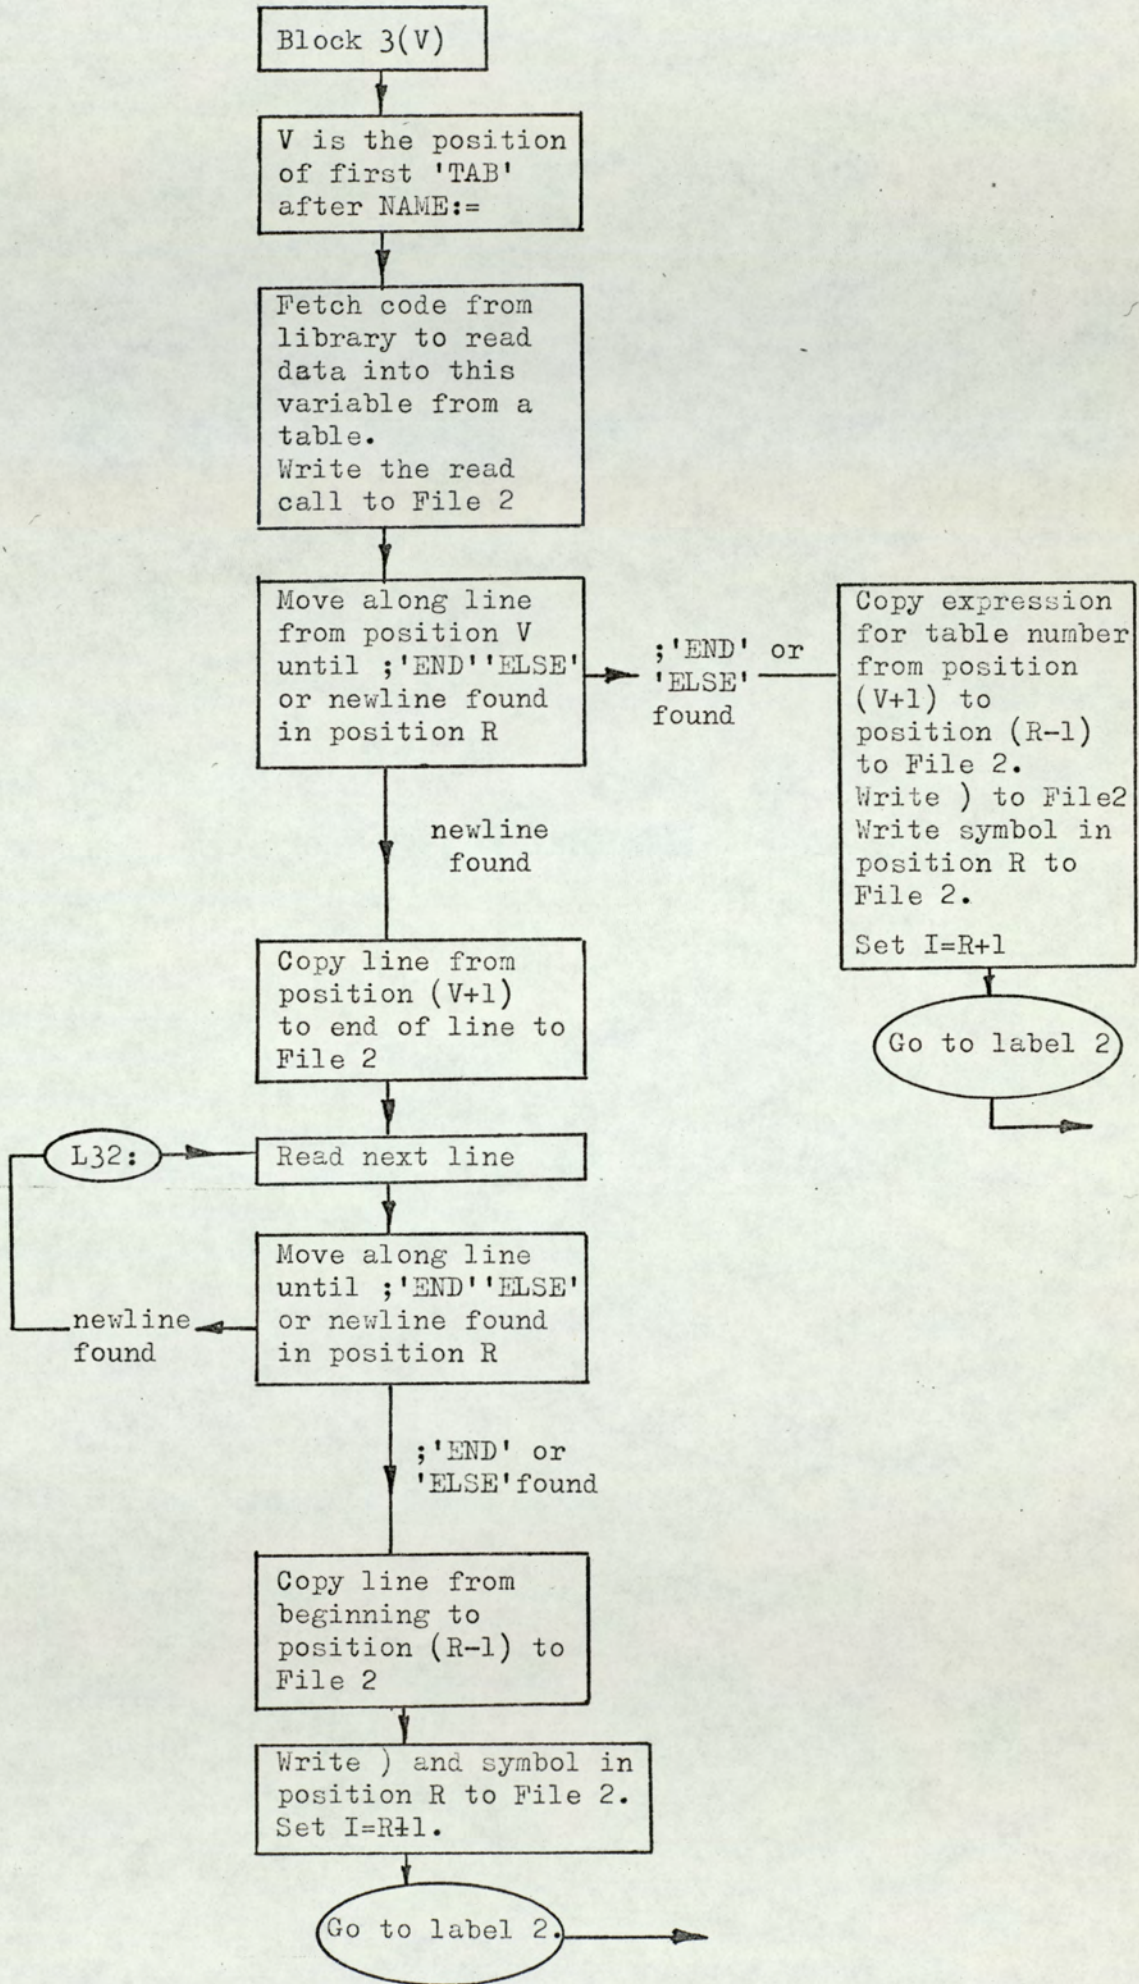 Block 3(V)
V is the position
of first 'TAB'
after NAME:=
Fetch code from
library to read
data into this
variable from a
table.
Write the read
call to File 2
Move along line
from position V
until ;'END''ELSE'
or newline found
in position R
;'END' or
'ELSE'
found
Copy expression
for table number
from position
(V+1) to
position (R-1)
to File 2.
Write ) to File2
Write symbol in
position R to
File 2.
Set I=R+1
Go to label 2
newline
found
Copy line from
position (V+1)
to end of line to
File 2
L32:
Read next line
Move along line
until ;'END''ELSE'
or newline found
in position R
newline
found
;'END' or
'ELSE'found
Copy line from
beginning to
position (R-1) to
File 2
Write ) and symbol in
position R to File 2.
Set I=R+1.
Go to label 2.